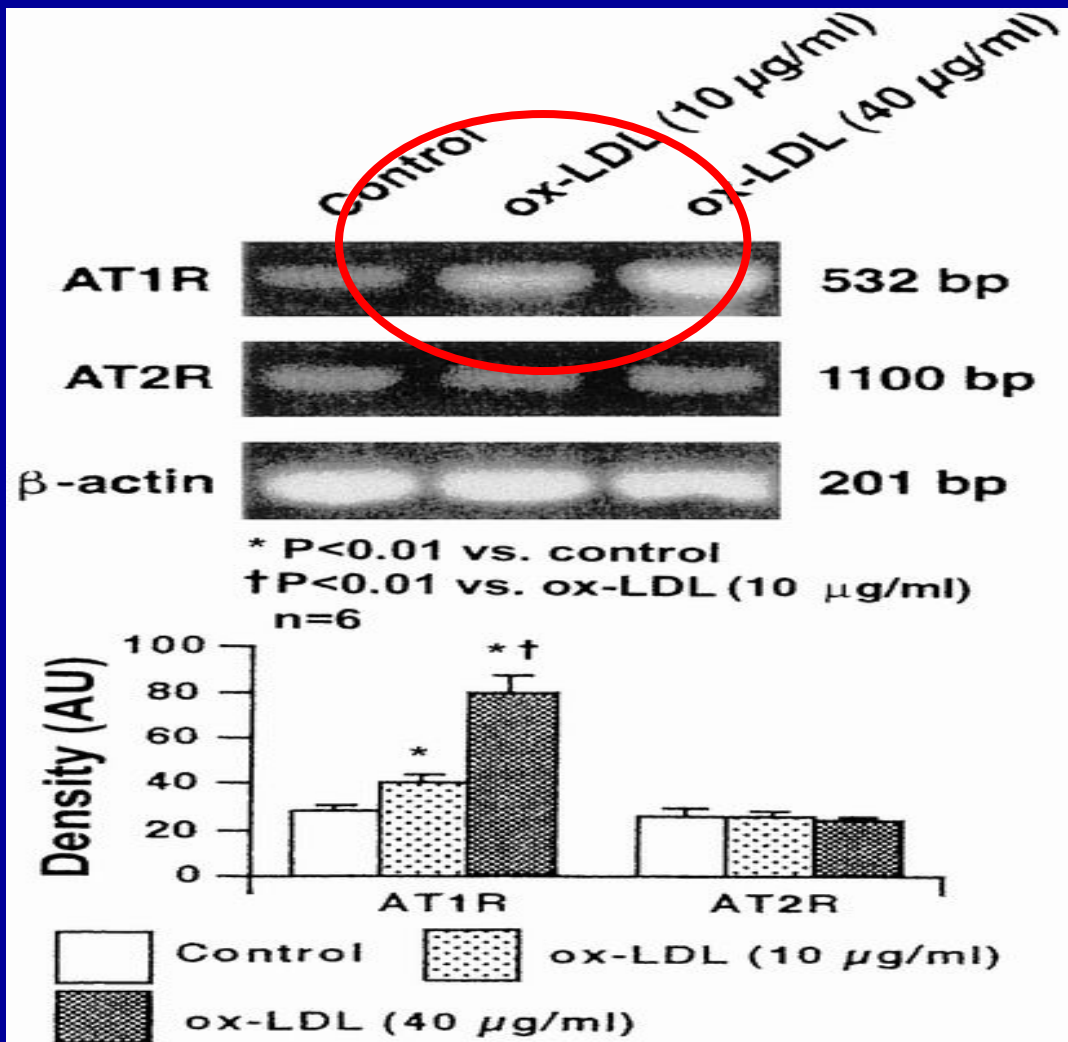 Control ox-LDL (10 µg/ml) ox-LDL (40 µg/ml)
AT1R 532 bp
AT2R 1100 bp
β-actin 201 bp
* P<0.01 vs. control
†P<0.01 vs. ox-LDL (10 µg/ml)
n=6
Density (AU)
100
80
60
40
20
0
* †
*
AT1R AT2R
Control ox-LDL (10 µg/ml)
ox-LDL (40 µg/ml)